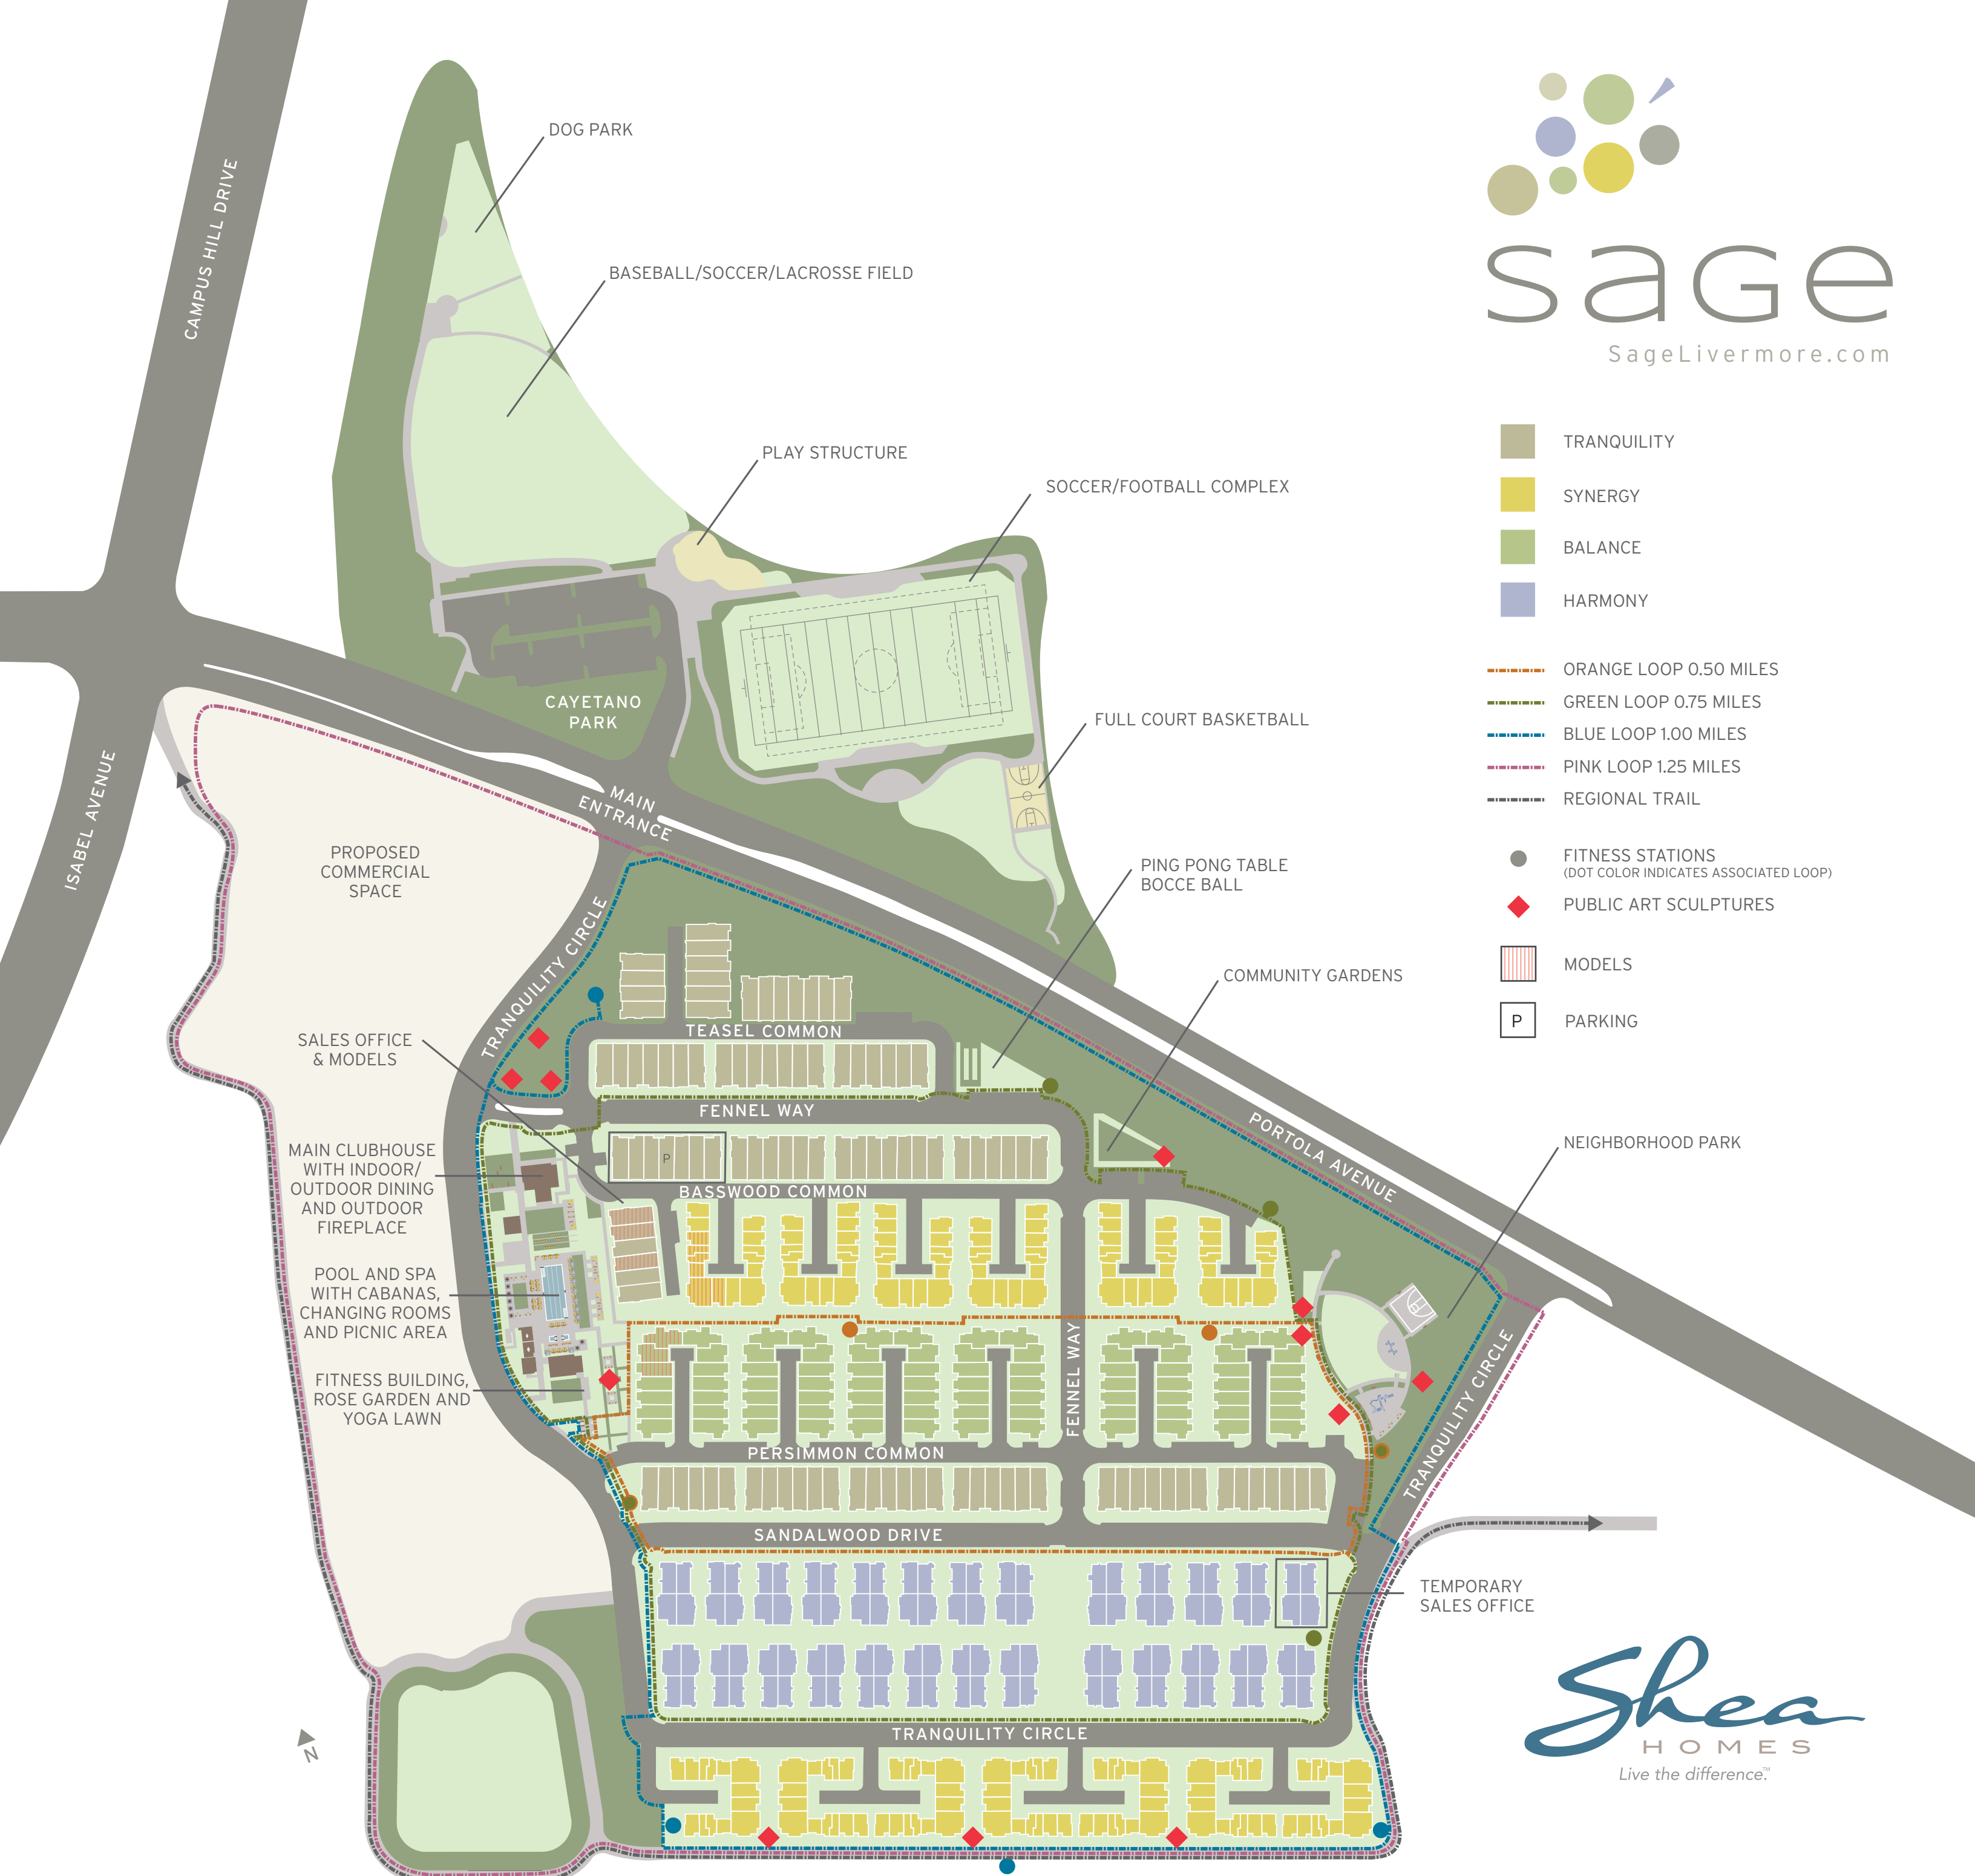 sage
SageLivermore.com
TRANQUILITY
SYNERGY
BALANCE
HARMONY
ORANGE LOOP 0.50 MILES
GREEN LOOP 0.75 MILES
BLUE LOOP 1.00 MILES
PINK LOOP 1.25 MILES
REGIONAL TRAIL
FITNESS STATIONS
(DOT COLOR INDICATES ASSOCIATED LOOP)
PUBLIC ART SCULPTURES
MODELS
P
PARKING
DOG PARK
CAMPUS HILL DRIVE
BASEBALL/SOCCER/LACROSSE FIELD
PLAY STRUCTURE
SOCCER/FOOTBALL COMPLEX
CAYETANO
PARK
FULL COURT BASKETBALL
ISABEL AVENUE
MAIN
ENTRANCE
PROPOSED
COMMERCIAL
SPACE
PING PONG TABLE
BOCCE BALL
TRANQUILITY CIRCLE
COMMUNITY GARDENS
SALES OFFICE
& MODELS
TEASEL COMMON
FENNEL WAY
PORTOLA AVENUE
NEIGHBORHOOD PARK
MAIN CLUBHOUSE
WITH INDOOR/
OUTDOOR DINING
AND OUTDOOR
FIREPLACE
P
BASSWOOD COMMON
POOL AND SPA
WITH CABANAS,
CHANGING ROOMS
AND PICNIC AREA
FITNESS BUILDING,
ROSE GARDEN AND
YOGA LAWN
FENNEL WAY
TRANQUILITY CIRCLE
PERSIMMON COMMON
SANDALWOOD DRIVE
TEMPORARY
SALES OFFICE
TRANQUILITY CIRCLE
N
Shea
HOMES
Live the difference.™